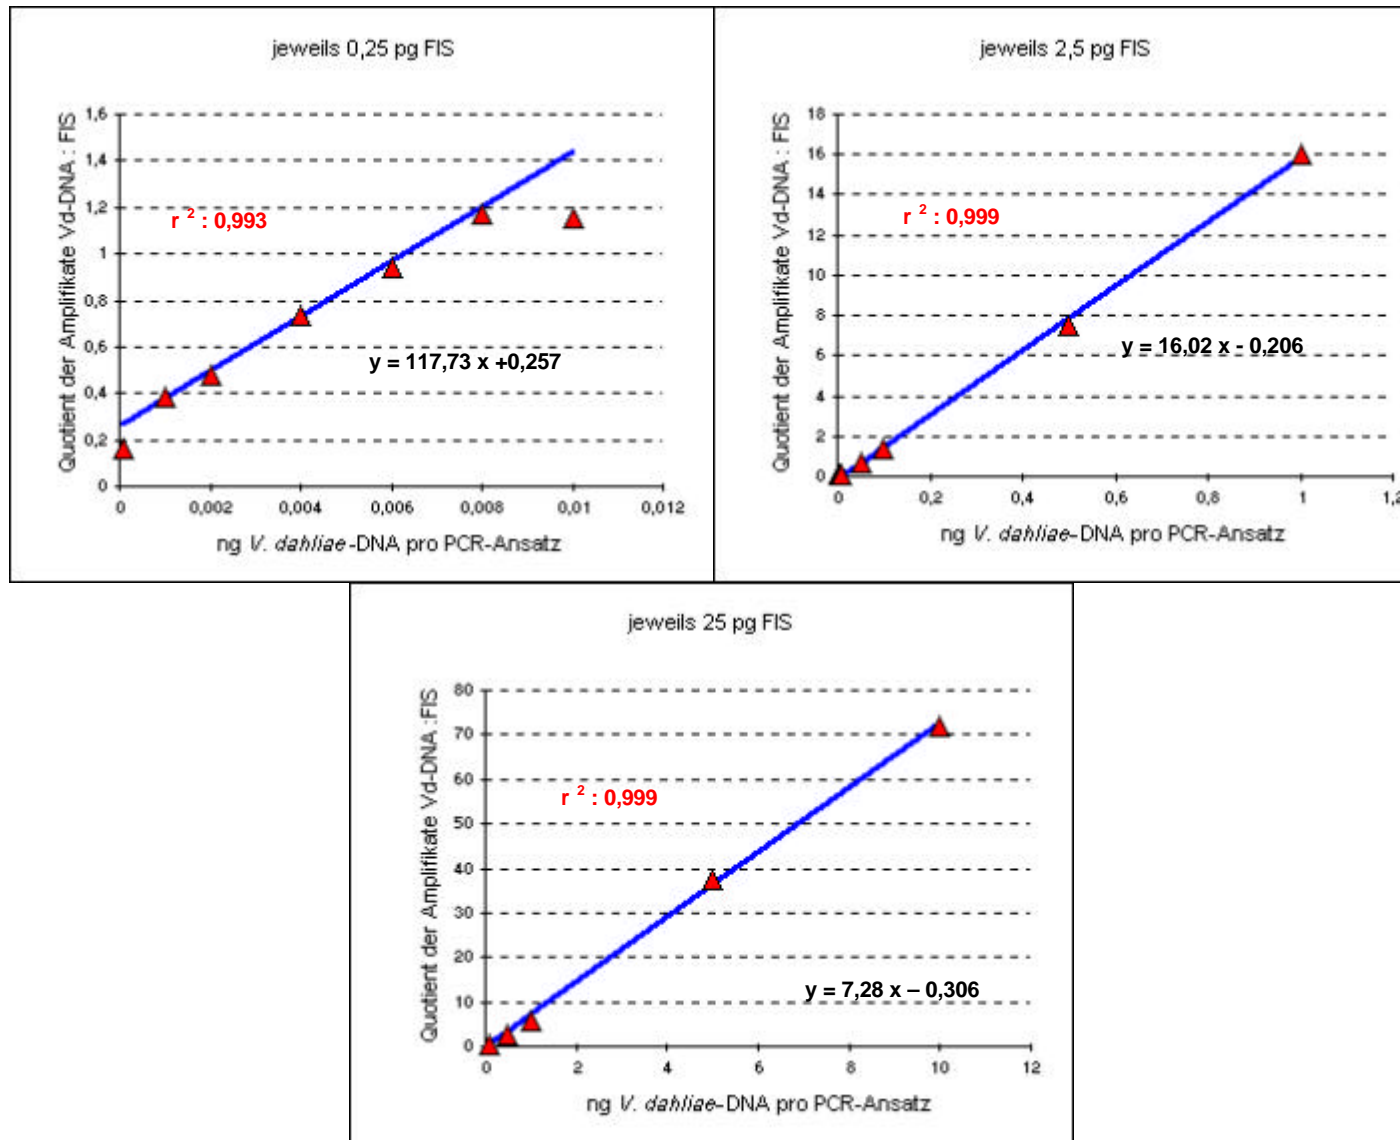 jeweils 0,25 pg FIS
Quotient der Amplifikate Vd-DNA : FIS
1,6
1,4
1,2
1
0,8
0,6
0,4
0,2
0
r 2 : 0,993
y = 117,73 x +0,257
0 0,002 0,004 0,006 0,008 0,01 0,012
ng V. dahliae-DNA pro PCR-Ansatz
jeweils 2,5 pg FIS
Quotient der Amplifikate Vd-DNA : FIS
18
16
14
12
10
8
6
4
2
0
r 2 : 0,999
y = 16,02 x - 0,206
0 0,2 0,4 0,6 0,8 1 1,2
ng V. dahliae-DNA pro PCR-Ansatz
jeweils 25 pg FIS
Quotient der Amplifikate Vd-DNA :FIS
80
70
60
50
40
30
20
10
0
r 2 : 0,999
y = 7,28 x – 0,306
0 2 4 6 8 10 12
ng V. dahliae-DNA pro PCR-Ansatz